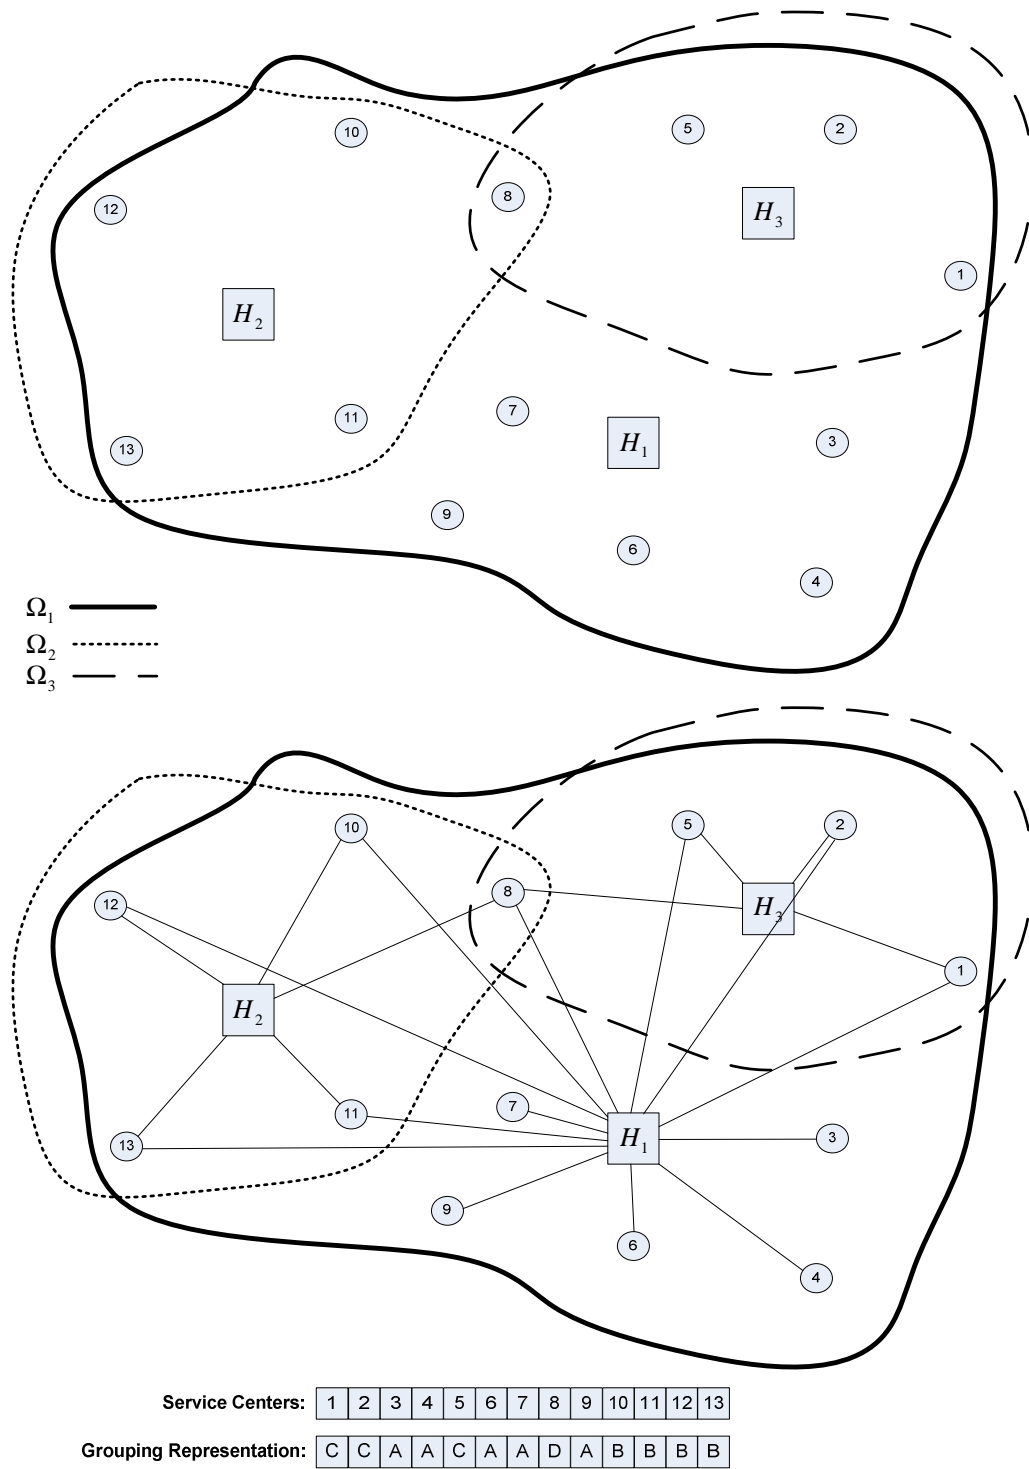 5
2
10
8
12
H3
1
H2
7
11
H1
3
13
9
6
4
Ω1
Ω2
Ω3
5
2
10
8
12
H3
1
H2
7
11
H1
3
13
9
6
4
Service Centers: 1 2 3 4 5 6 7 8 9 10 11 12 13
Grouping Representation: C C A A C A A D A B B B B